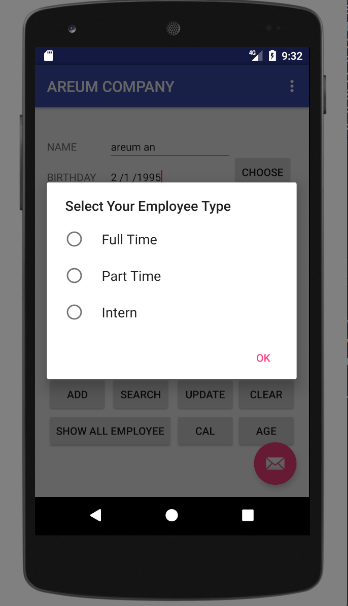 4G 9:32
AREUM COMPANY
NAME areum an
BIRTHDAY 2 /1 /1995 CHOOSE
Select Your Employee Type
Full Time
Part Time
Intern
OK
ADD SEARCH UPDATE CLEAR
SHOW ALL EMPLOYEE CAL AGE